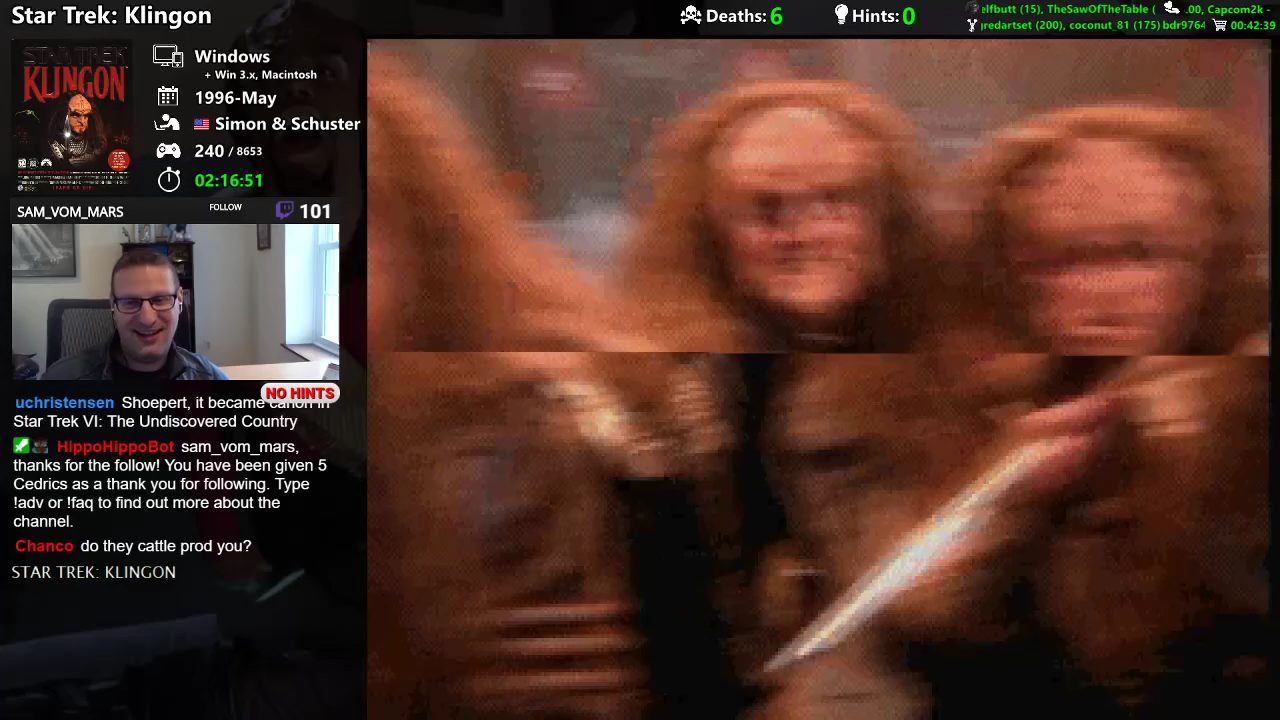 Star Trek: Klingon
Deaths: 6
Hints: 0
elfbutt (15), TheSawOfTheTable (
.00, Capcom2k -
redartset (200), coconut_81 (175) bdr9764
00:42:39
STAR TREK
KLINGON
Windows
+ Win 3.x, Macintosh
1996-May
Simon & Schuster
240 / 8653
02:16:51
SAM_VOM_MARS
FOLLOW
101
NO HINTS
uchristensen Shoepert, it became canon in
Star Trek VI: The Undiscovered Country
HippoHippoBot sam_vom_mars,
thanks for the follow! You have been given 5
Cedrics as a thank you for following. Type
!adv or !faq to find out more about the
channel.
Chanco do they cattle prod you?
STAR TREK: KLINGON